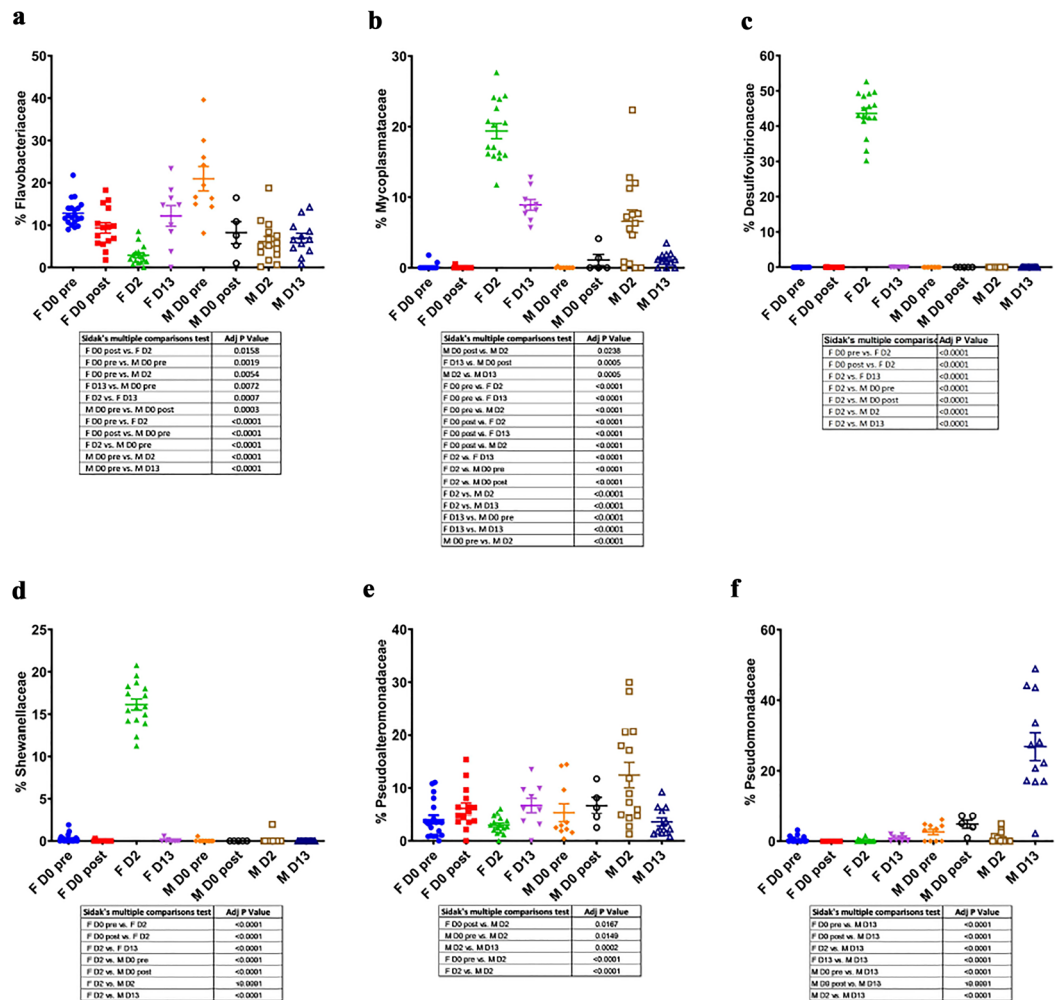 a
b
c
50
40
30
20
10
0
% Flavobacteriaceae
F D0 pre
F D0 post
F D2
F D13
M D0 pre
M D0 post
M D2
M D13
30
20
10
0
% Mycoplasmataceae
F D0 pre
F D0 post
F D2
F D13
M D0 pre
M D0 post
M D2
M D13
60
50
40
30
20
10
0
% Desulfovibrionaceae
F D0 pre
F D0 post
F D2
F D13
M D0 pre
M D0 post
M D2
M D13
Sidak's multiple comparisons test Adj P Value
F D0 post vs. F D2 0.0158
F D0 pre vs. M D0 pre 0.0019
F D0 pre vs. M D2 0.0054
F D13 vs. M D0 pre 0.0072
F D2 vs. F D13 0.0007
M D0 pre vs. M D0 post 0.0003
F D0 pre vs. F D2 <0.0001
F D0 post vs. M D0 pre <0.0001
F D2 vs. M D0 pre <0.0001
M D0 pre vs. M D2 <0.0001
M D0 pre vs. M D13 <0.0001
Sidak's multiple comparisons test Adj P Value
M D0 post vs. M D2 0.0238
F D13 vs. M D0 post 0.0005
M D2 vs. M D13 0.0005
F D0 pre vs. F D2 <0.0001
F D0 pre vs. F D13 <0.0001
F D0 pre vs. M D2 <0.0001
F D0 post vs. F D2 <0.0001
F D0 post vs. F D13 <0.0001
F D0 post vs. M D2 <0.0001
F D2 vs. F D13 <0.0001
F D2 vs. M D0 pre <0.0001
F D2 vs. M D0 post <0.0001
F D2 vs. M D2 <0.0001
F D2 vs. M D13 <0.0001
F D13 vs. M D0 pre <0.0001
F D13 vs. M D13 <0.0001
M D0 pre vs. M D2 <0.0001
Sidak's multiple comparisc Adj P Value
F D0 pre vs. F D2 <0.0001
F D0 post vs. F D2 <0.0001
F D2 vs. F D13 <0.0001
F D2 vs. M D0 pre <0.0001
F D2 vs. M D0 post <0.0001
F D2 vs. M D2 <0.0001
F D2 vs. M D13 <0.0001
d
e
f
25
20
15
10
5
0
% Shewanellaceae
F D0 pre
F D0 post
F D2
F D13
M D0 pre
M D0 post
M D2
M D13
40
30
20
10
0
% Pseudoalteromonadaceae
F D0 pre
F D0 post
F D2
F D13
M D0 pre
M D0 post
M D2
M D13
60
40
20
0
% Pseudomonadaceae
F D0 pre
F D0 post
F D2
F D13
M D0 pre
M D0 post
M D2
M D13
Sidak's multiple comparisons test Adj P Value
F D0 pre vs. F D2 <0.0001
F D0 post vs. F D2 <0.0001
F D2 vs. F D13 <0.0001
F D2 vs. M D0 pre <0.0001
F D2 vs. M D0 post <0.0001
F D2 vs. M D2 <0.0001
F D2 vs. M D13 <0.0001
Sidak's multiple comparisons test Adj P Value
F D0 post vs. M D2 0.0167
M D0 pre vs. M D2 0.0149
M D2 vs. M D13 0.0002
F D0 pre vs. M D2 <0.0001
F D2 vs. M D2 <0.0001
Sidak's multiple comparisons test Adj P Value
F D0 pre vs. M D13 <0.0001
F D0 post vs. M D13 <0.0001
F D2 vs. M D13 <0.0001
F D13 vs. M D13 <0.0001
M D0 pre vs. M D13 <0.0001
M D0 post vs. M D13 <0.0001
M D2 vs. M D13 <0.0001